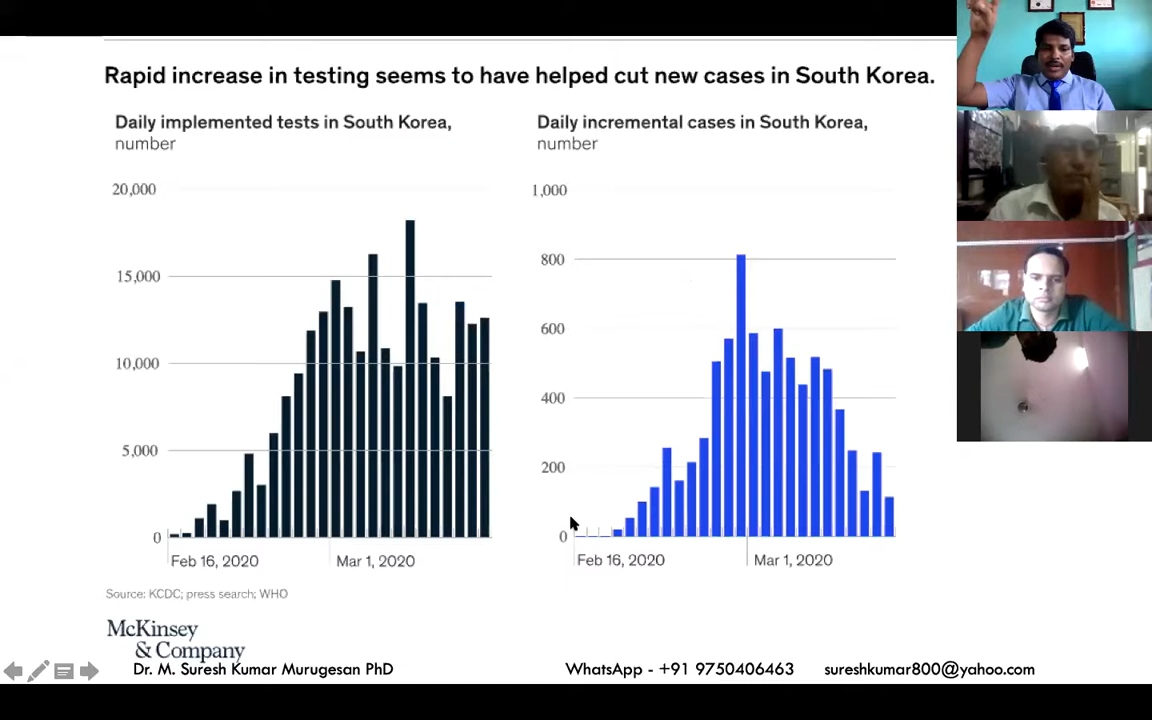 Rapid increase in testing seems to have helped cut new cases in South Korea.
Daily implemented tests in South Korea,
number
20,000
15,000
10,000
5,000
0
Feb 16, 2020
Mar 1, 2020
Daily incremental cases in South Korea,
number
1,000
800
600
400
200
0
Feb 16, 2020
Mar 1, 2020
Source: KCDC; press search; WHO
McKinsey
& Company
Dr. M. Suresh Kumar Murugesan PhD
WhatsApp - +91 9750406463
sureshkumar800@yahoo.com